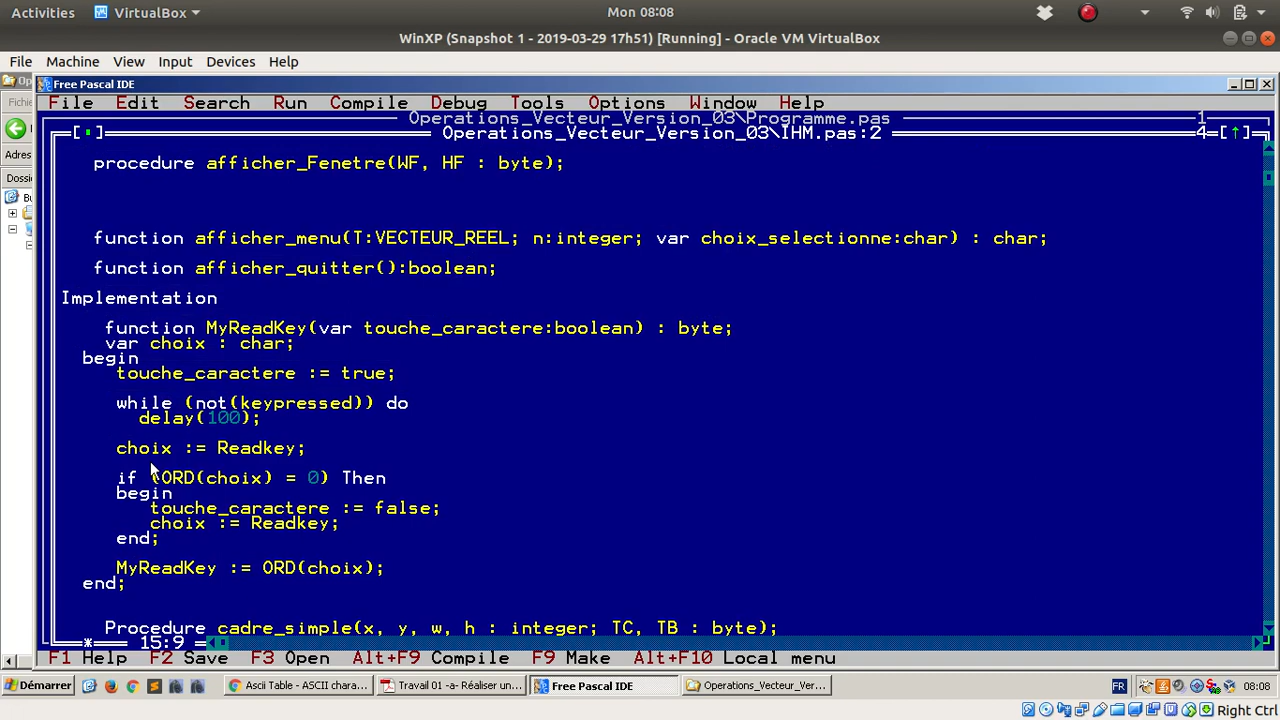 Activities VirtualBox Mon 08:08
WinXP (Snapshot 1 - 2019-03-29 17h51) [Running] - Oracle VM VirtualBox
File Machine View Input Devices Help
Free Pascal IDE
File Edit Search Run Compile Debug Tools Options Window Help
Operations_Vecteur_Version_03\Programme.pas 1
Operations_Vecteur_Version_03\IHM.pas:2 4=[↑]
procedure afficher_Fenetre(WF, HF : byte);
function afficher_menu(T:VECTEUR_REEL; n:integer; var choix_selectionne:char) : char;
function afficher_quitter():boolean;
Implementation
function MyReadKey(var touche_caractere:boolean) : byte;
var choix : char;
begin
touche_caractere := true;
while (not(keypressed)) do
delay(100);
choix := Readkey;
if (ORD(choix) = 0) Then
begin
touche_caractere := false;
choix := Readkey;
end;
MyReadKey := ORD(choix);
end;
Procedure cadre_simple(x, y, w, h : integer; TC, TB : byte);
15:9
F1 Help F2 Save F3 Open Alt+F9 Compile F9 Make Alt+F10 Local menu
Démarrer Ascii Table - ASCII chara... Travail 01 -a- Réaliser un... Free Pascal IDE Operations_Vecteur_Ver... FR 08:08
Right Ctrl
Fichie
Adres
Dossie